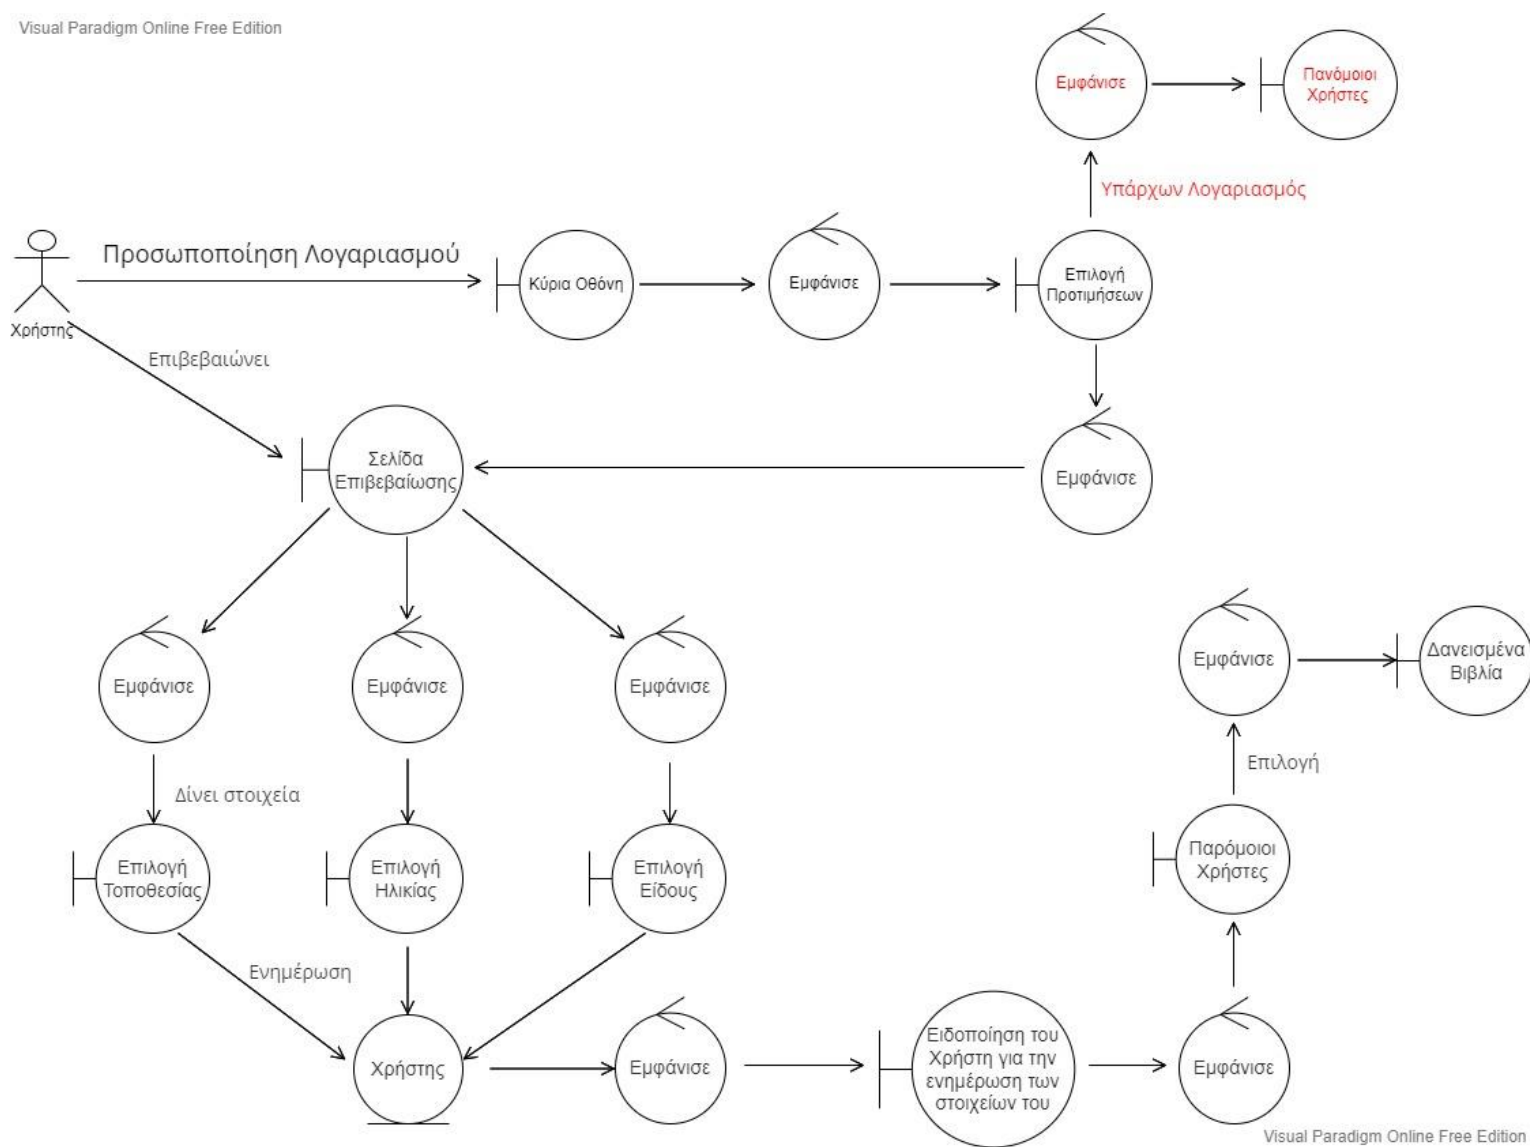 Visual Paradigm Online Free Edition
Εμφάνισε
Πανόμοιοι
Χρήστες
Υπάρχων Λογαριασμός
Προσωποποίηση Λογαριασμού
Κύρια Οθόνη
Εμφάνισε
Επιλογή
Προτιμήσεων
Χρήστης
Επιβεβαιώνει
Σελίδα
Επιβεβαίωσης
Εμφάνισε
Εμφάνισε
Εμφάνισε
Εμφάνισε
Εμφάνισε
Δανεισμένα
Βιβλία
Δίνει στοιχεία
Επιλογή
Επιλογή
Τοποθεσίας
Επιλογή
Ηλικίας
Επιλογή
Είδους
Παρόμοιοι
Χρήστες
Ενημέρωση
Χρήστης
Εμφάνισε
Ειδοποίηση του
Χρήστη για την
ενημέρωση των
στοιχείων του
Εμφάνισε
Visual Paradigm Online Free Edition